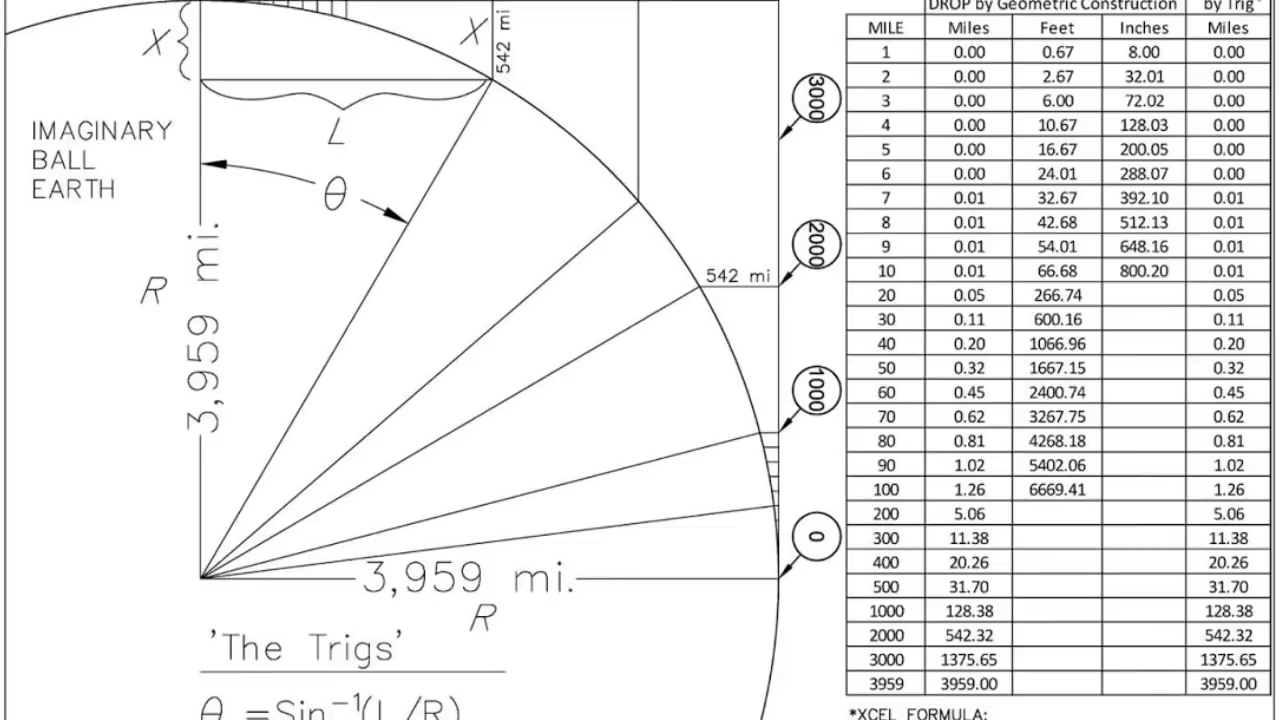 X
X
542 mi
L
IMAGINARY
BALL
EARTH
θ
R
3,959 mi.
3000
2000
542 mi
1000
0
3,959 mi.
R
'The Trigs'
θ =Sin⁻¹(L/R)
DROP by Geometric Construction by Trig*
MILE Miles Feet Inches Miles
1 0.00 0.67 8.00 0.00
2 0.00 2.67 32.01 0.00
3 0.00 6.00 72.02 0.00
4 0.00 10.67 128.03 0.00
5 0.00 16.67 200.05 0.00
6 0.00 24.01 288.07 0.00
7 0.01 32.67 392.10 0.01
8 0.01 42.68 512.13 0.01
9 0.01 54.01 648.16 0.01
10 0.01 66.68 800.20 0.01
20 0.05 266.74 0.05
30 0.11 600.16 0.11
40 0.20 1066.96 0.20
50 0.32 1667.15 0.32
60 0.45 2400.74 0.45
70 0.62 3267.75 0.62
80 0.81 4268.18 0.81
90 1.02 5402.06 1.02
100 1.26 6669.41 1.26
200 5.06 5.06
300 11.38 11.38
400 20.26 20.26
500 31.70 31.70
1000 128.38 128.38
2000 542.32 542.32
3000 1375.65 1375.65
3959 3959.00 3959.00
*XCEL FORMULA: